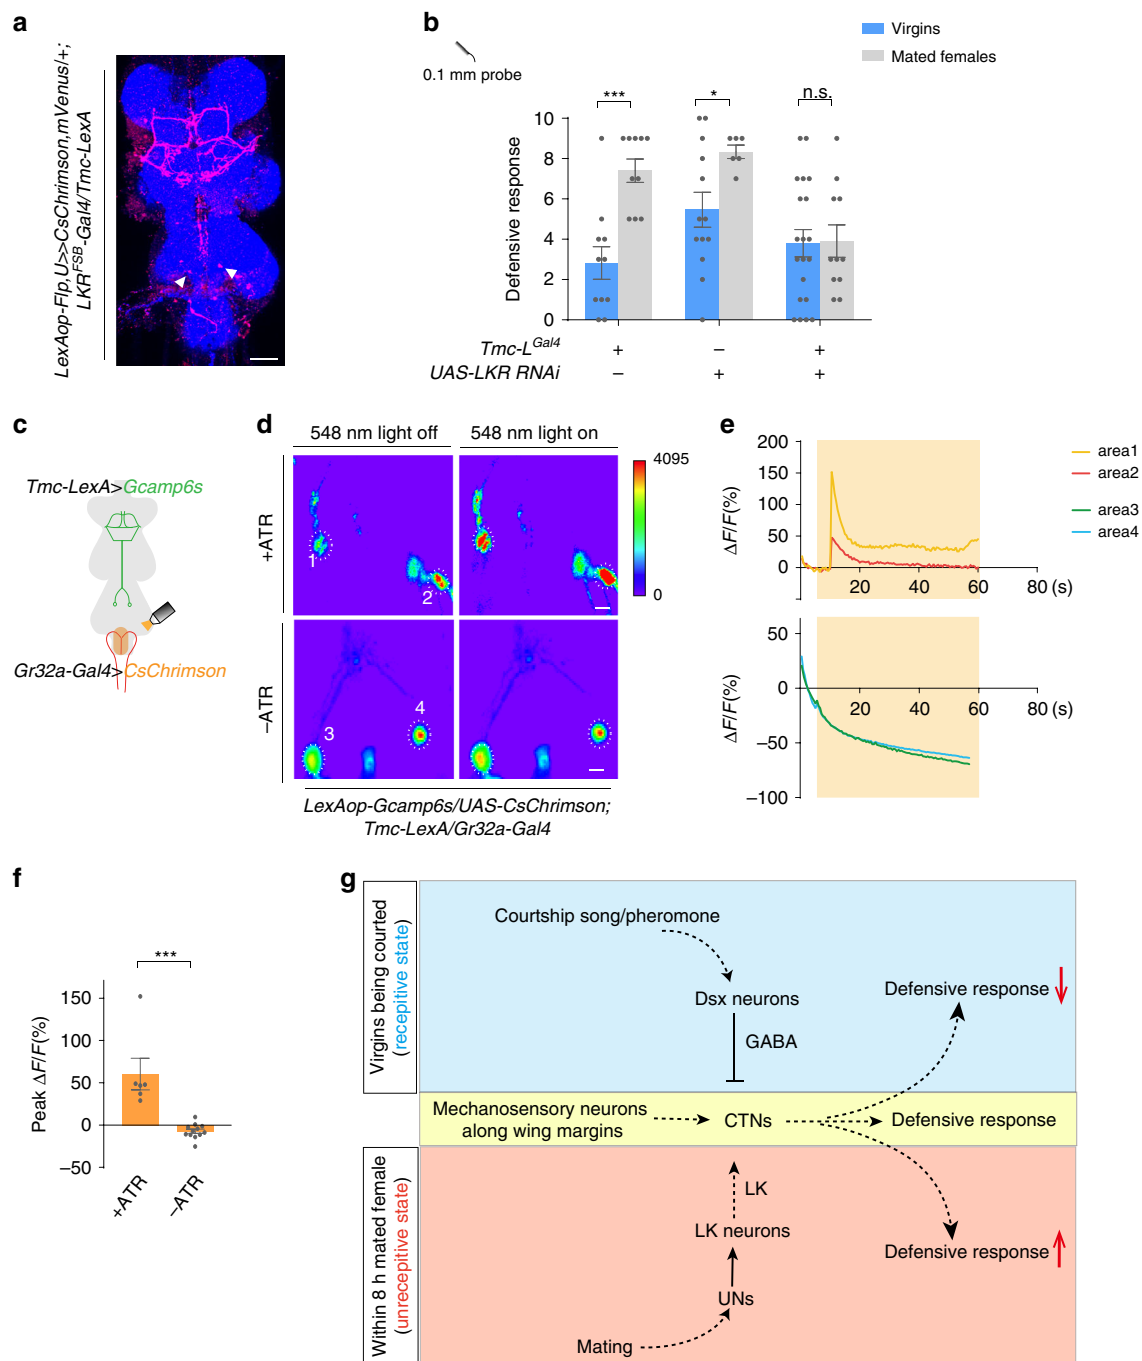 a
LexAop-Flp,U>>CsChrimson,mVenus/+;
LKR^FSB-Gal4/Tmc-LexA
b
0.1 mm probe
Virgins
Mated females
***
*
n.s.
Defensive response
10
8
6
4
2
0
Tmc-L^Gal4
+
–
+
UAS-LKR RNAi
–
+
+
c
Tmc-LexA>Gcamp6s
Gr32a-Gal4>CsChrimson
d
548 nm light off
548 nm light on
+ATR
1
2
4095
0
–ATR
3
4
LexAop-Gcamp6s/UAS-CsChrimson;
Tmc-LexA/Gr32a-Gal4
e
ΔF/F(%)
200
150
100
50
0
–50
20
40
60
80 (s)
area1
area2
area3
area4
ΔF/F(%)
50
0
–50
–100
20
40
60
80 (s)
f
***
Peak ΔF/F(%)
150
100
50
0
–50
+ATR
–ATR
g
Virgins being courted
(recepitive state)
Courtship song/pheromone
Dsx neurons
GABA
Defensive response
Mechanosensory neurons
along wing margins
CTNs
Defensive response
Within 8 h mated female
(unrecepitive state)
LK
LK neurons
UNs
Mating
Defensive response